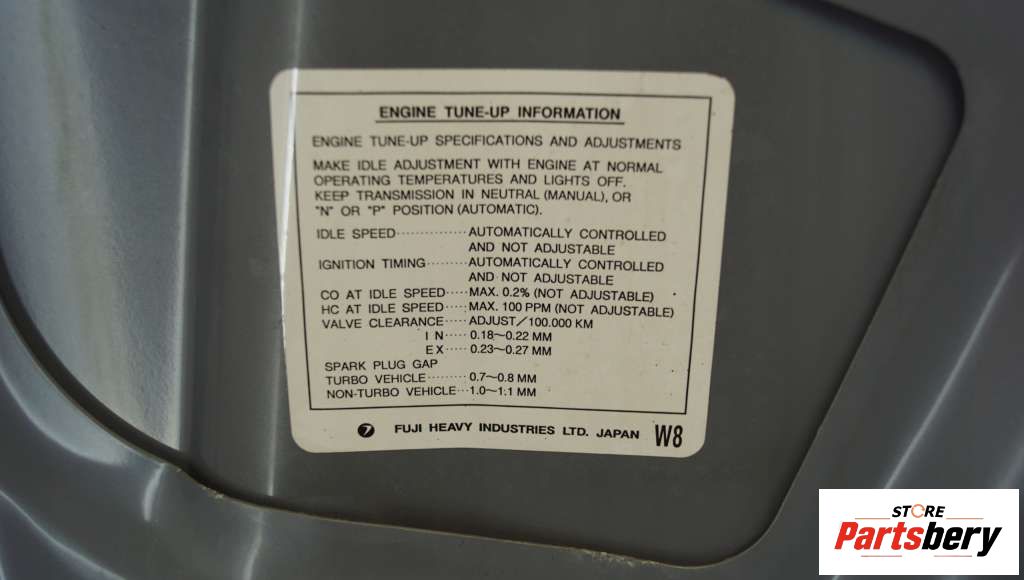 ENGINE TUNE-UP INFORMATION
ENGINE TUNE-UP SPECIFICATIONS AND ADJUSTMENTS
MAKE IDLE ADJUSTMENT WITH ENGINE AT NORMAL
OPERATING TEMPERATURES AND LIGHTS OFF.
KEEP TRANSMISSION IN NEUTRAL (MANUAL), OR
"N" OR "P" POSITION (AUTOMATIC).
IDLE SPEED·············· AUTOMATICALLY CONTROLLED
AND NOT ADJUSTABLE
IGNITION TIMING········ AUTOMATICALLY CONTROLLED
AND NOT ADJUSTABLE
CO AT IDLE SPEED····· MAX. 0.2% (NOT ADJUSTABLE)
HC AT IDLE SPEED····· MAX. 100 PPM (NOT ADJUSTABLE)
VALVE CLEARANCE····· ADJUST/100.000 KM
IN····· 0.18~0.22 MM
EX····· 0.23~0.27 MM
SPARK PLUG GAP
TURBO VEHICLE········ 0.7~0.8 MM
NON-TURBO VEHICLE··· 1.0~1.1 MM
7 FUJI HEAVY INDUSTRIES LTD. JAPAN W8
STORE
Partsbery